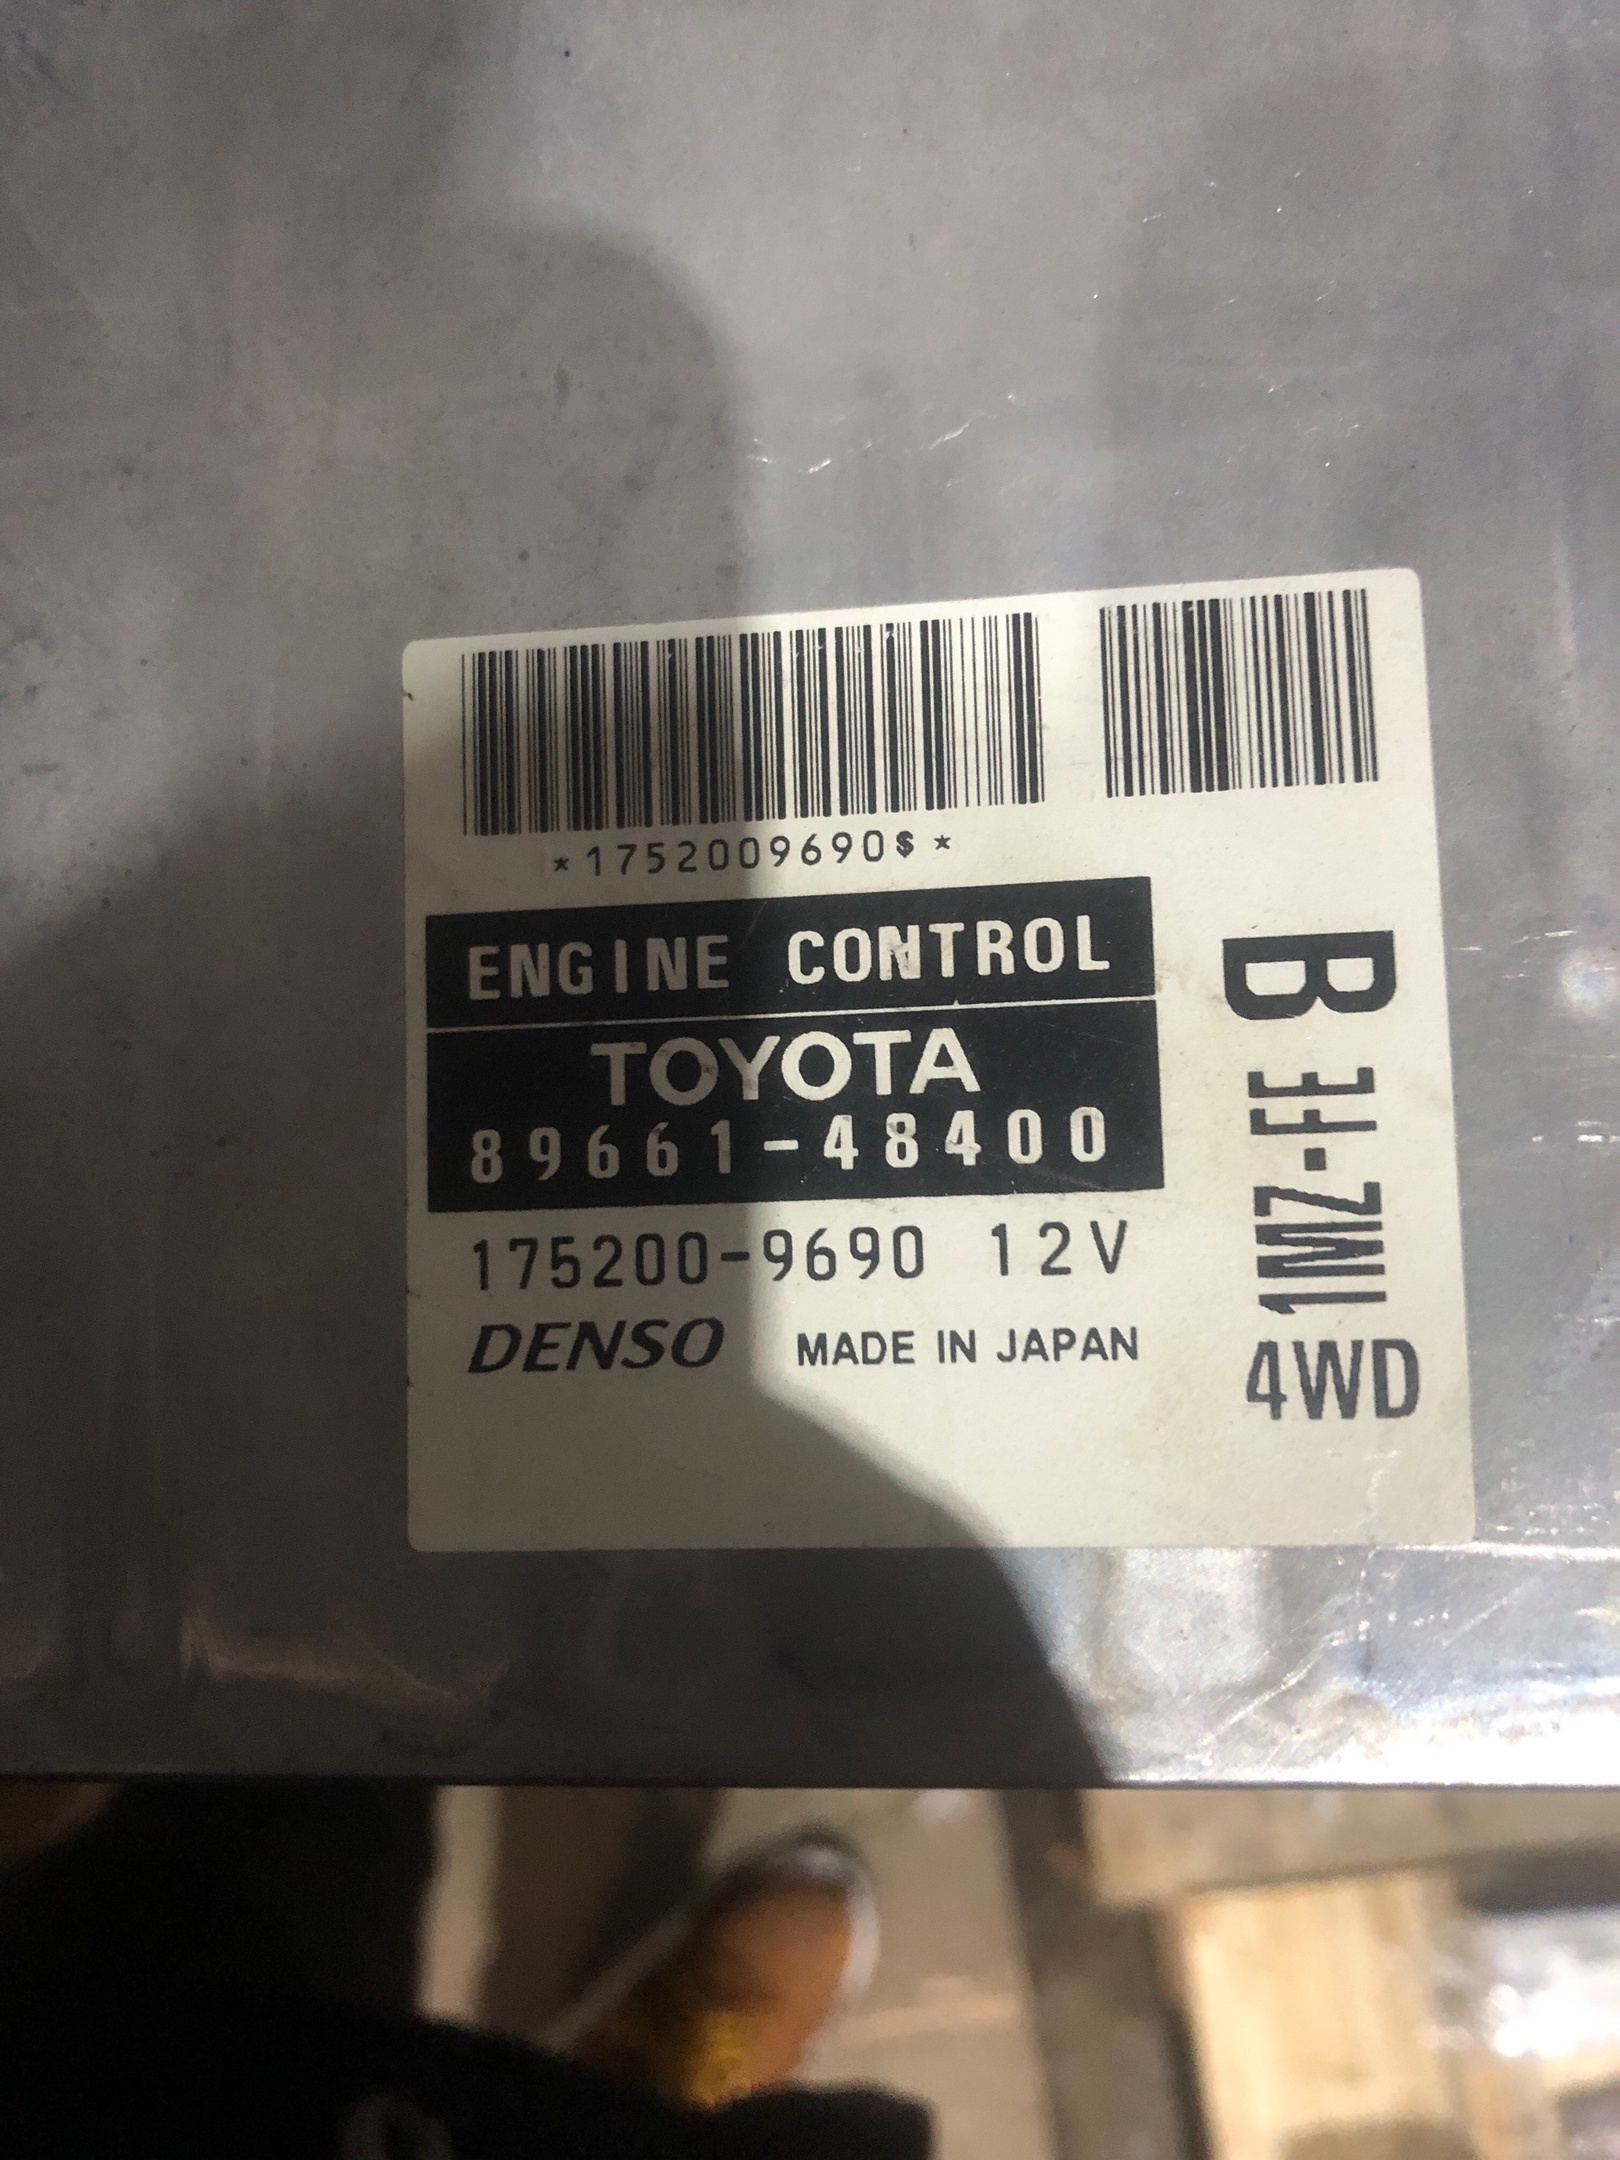 *1752009690$*
ENGINE CONTROL
TOYOTA
89661-48400
175200-9690 12V
DENSO MADE IN JAPAN
B 1MZ-FE
4WD